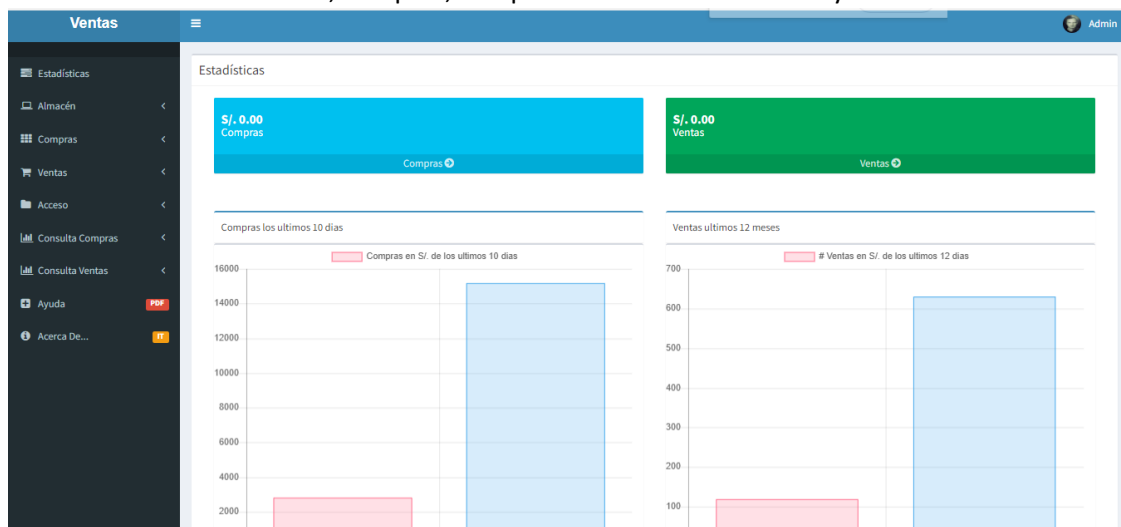 Ventas
Admin
Estadísticas
Almacén
Compras
Ventas
Acceso
Consulta Compras
Consulta Ventas
Ayuda PDF
Acerca De... IT
Estadísticas
S/. 0.00
Compras
Compras
S/. 0.00
Ventas
Ventas
Compras los ultimos 10 dias
Compras en S/. de los ultimos 10 dias
16000
14000
12000
10000
8000
6000
4000
2000
Ventas ultimos 12 meses
# Ventas en S/. de los ultimos 12 dias
700
600
500
400
300
200
100